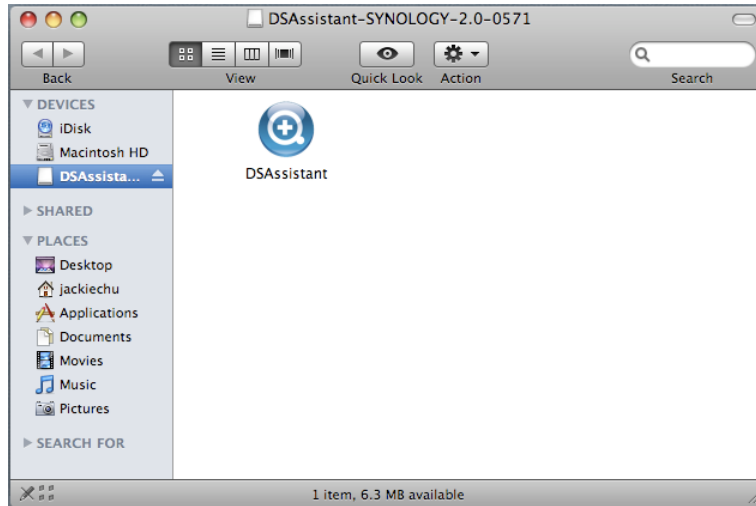 DSAssistant-SYNOLOGY-2.0-0571
Back
View
Quick Look
Action
Search
DEVICES
iDisk
Macintosh HD
DSAssista...
SHARED
PLACES
Desktop
jackiechu
Applications
Documents
Movies
Music
Pictures
SEARCH FOR
DSAssistant
1 item, 6.3 MB available